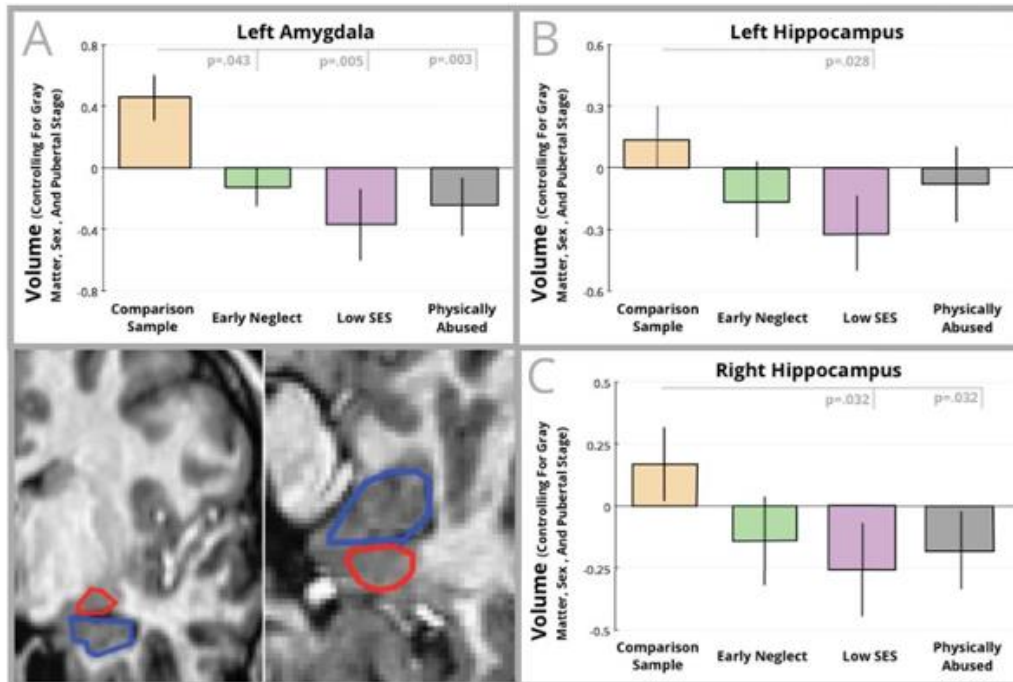 A
Left Amygdala
0.8
0.4
0
-0.4
-0.8
Volume (Controlling For Gray
Matter, Sex , And Pubertal Stage)
p=.043
p=.005
p=.003
Comparison
Sample
Early Neglect
Low SES
Physically
Abused
B
Left Hippocampus
0.6
0.3
0
-0.3
-0.6
Volume (Controlling For Gray
Matter, Sex , And Pubertal Stage)
p=.028
Comparison
Sample
Early Neglect
Low SES
Physically
Abused
C
Right Hippocampus
0.5
0.25
0
-0.25
-0.5
Volume (Controlling For Gray
Matter, Sex , And Pubertal Stage)
p=.032
p=.032
Comparison
Sample
Early Neglect
Low SES
Physically
Abused